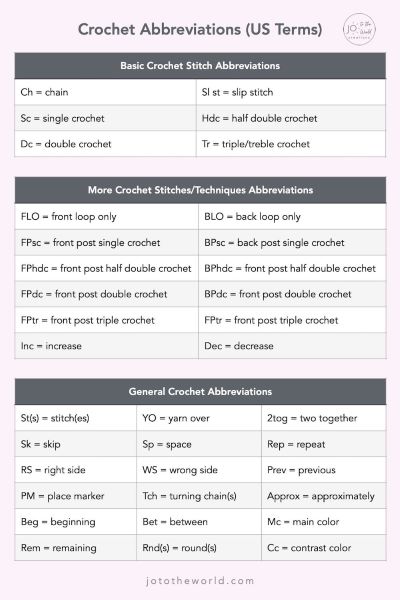 Crochet Abbreviations (US Terms)
JO to the World
creations
Basic Crochet Stitch Abbreviations
Ch = chain
Sl st = slip stitch
Sc = single crochet
Hdc = half double crochet
Dc = double crochet
Tr = triple/treble crochet
More Crochet Stitches/Techniques Abbreviations
FLO = front loop only
BLO = back loop only
FPsc = front post single crochet
BPsc = back post single crochet
FPhdc = front post half double crochet
BPhdc = front post half double crochet
FPdc = front post double crochet
BPdc = front post double crochet
FPtr = front post triple crochet
FPtr = front post triple crochet
Inc = increase
Dec = decrease
General Crochet Abbreviations
St(s) = stitch(es)
YO = yarn over
2tog = two together
Sk = skip
Sp = space
Rep = repeat
RS = right side
WS = wrong side
Prev = previous
PM = place marker
Tch = turning chain(s)
Approx = approximately
Beg = beginning
Bet = between
Mc = main color
Rem = remaining
Rnd(s) = round(s)
Cc = contrast color
jototheworld.com